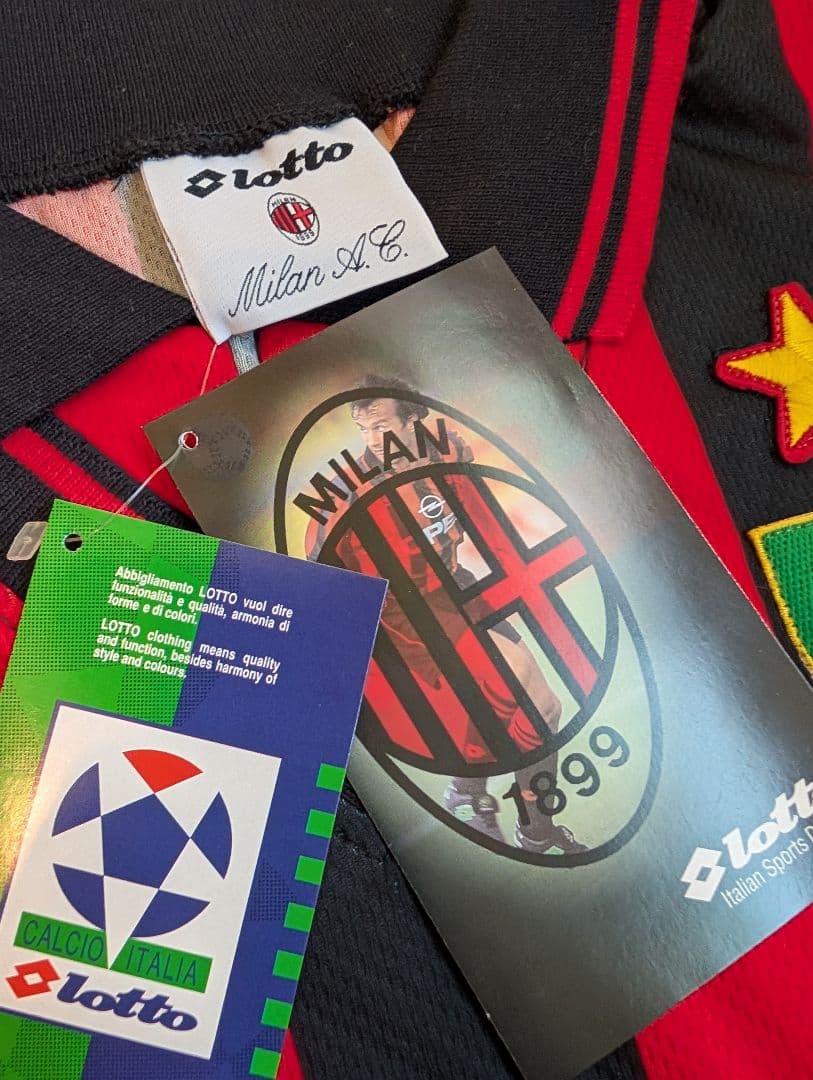 lotto
MILAN
1899
Milan A.C.
MILAN
OPE
1899
lotto
Italian Sports D
Abbigliamento LOTTO vuol dire
funzionalità e qualità, armonia di
forme e di colori.
LOTTO clothing means quality
and function, besides harmony of
style and colours.
CALCIO ITALIA
lotto